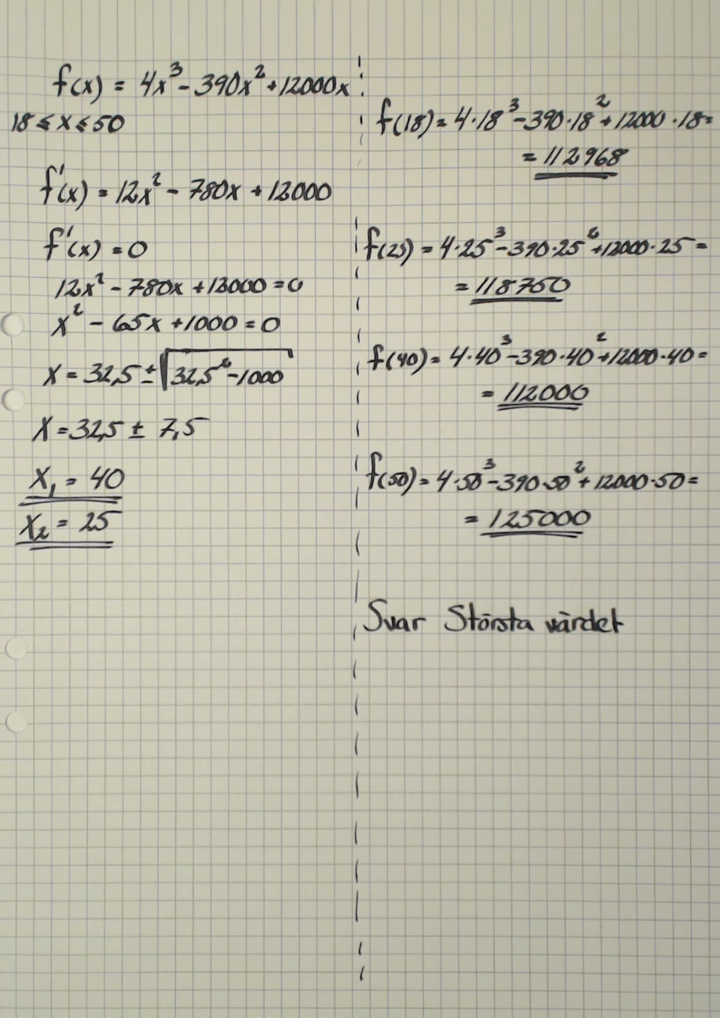 f(x) = 4x³ - 390x² + 12000x
18 ≤ x ≤ 50
f'(x) = 12x² - 780x + 12000
f'(x) = 0
12x² - 780x + 12000 = 0
x² - 65x + 1000 = 0
x = 32,5 ± √32,5² - 1000
x = 32,5 ± 7,5
x₁ = 40
x₂ = 25
f(18) = 4·18³ - 390·18² + 12000·18 =
= 112968
f(25) = 4·25³ - 390·25² + 12000·25 =
= 118750
f(40) = 4·40³ - 390·40² + 12000·40 =
= 112000
f(50) = 4·50³ - 390·50² + 12000·50 =
= 125000
Svar Största värdet